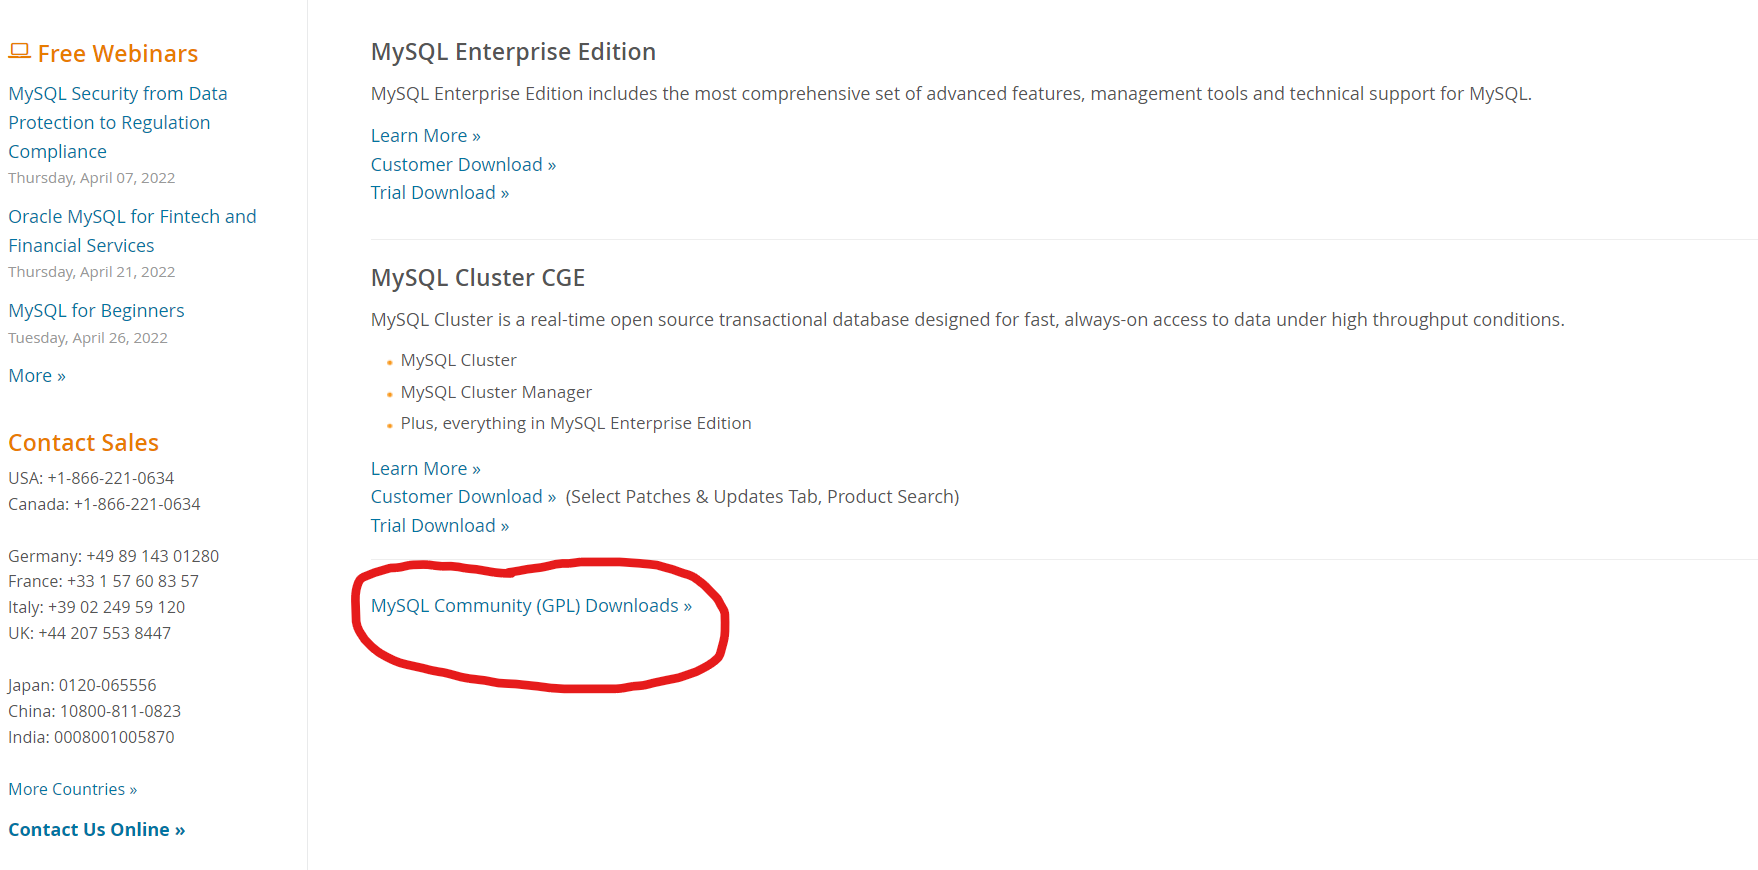 Free Webinars
MySQL Security from Data
Protection to Regulation
Compliance
Thursday, April 07, 2022
Oracle MySQL for Fintech and
Financial Services
Thursday, April 21, 2022
MySQL for Beginners
Tuesday, April 26, 2022
More »
Contact Sales
USA: +1-866-221-0634
Canada: +1-866-221-0634
Germany: +49 89 143 01280
France: +33 1 57 60 83 57
Italy: +39 02 249 59 120
UK: +44 207 553 8447
Japan: 0120-065556
China: 10800-811-0823
India: 0008001005870
More Countries »
Contact Us Online »
MySQL Enterprise Edition
MySQL Enterprise Edition includes the most comprehensive set of advanced features, management tools and technical support for MySQL.
Learn More »
Customer Download »
Trial Download »
MySQL Cluster CGE
MySQL Cluster is a real-time open source transactional database designed for fast, always-on access to data under high throughput conditions.
MySQL Cluster
MySQL Cluster Manager
Plus, everything in MySQL Enterprise Edition
Learn More »
Customer Download » (Select Patches & Updates Tab, Product Search)
Trial Download »
MySQL Community (GPL) Downloads »